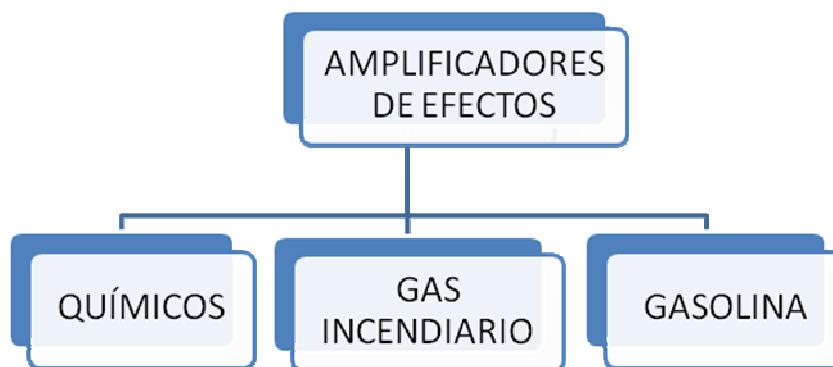 AMPLIFICADORES
DE EFECTOS
QUÍMICOS
GAS
INCENDIARIO
GASOLINA